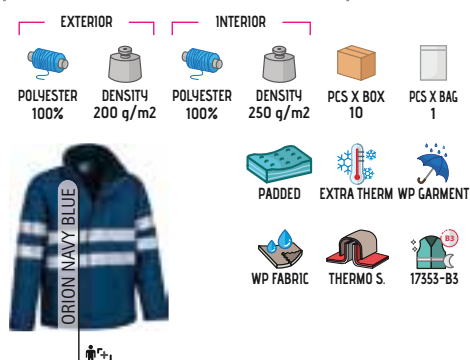 EXTERIOR
INTERIOR
POLYESTER
100%
DENSITY
200 g/m2
POLYESTER
100%
DENSITY
250 g/m2
PCS X BOX
10
PCS X BAG
1
PADDED
EXTRA THERM
WP GARMENT
WP FABRIC
THERMO S.
B3
17353-B3
ORION NAVY BLUE